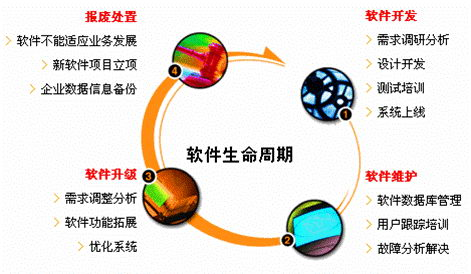 报废处置
软件不能适应业务发展
新软件项目立项
企业数据信息备份
4
软件开发
需求调研分析
设计开发
测试培训
系统上线
1
软件生命周期
软件升级
需求调整分析
软件功能拓展
优化系统
3
软件维护
软件数据库管理
用户跟踪培训
故障分析解决
2